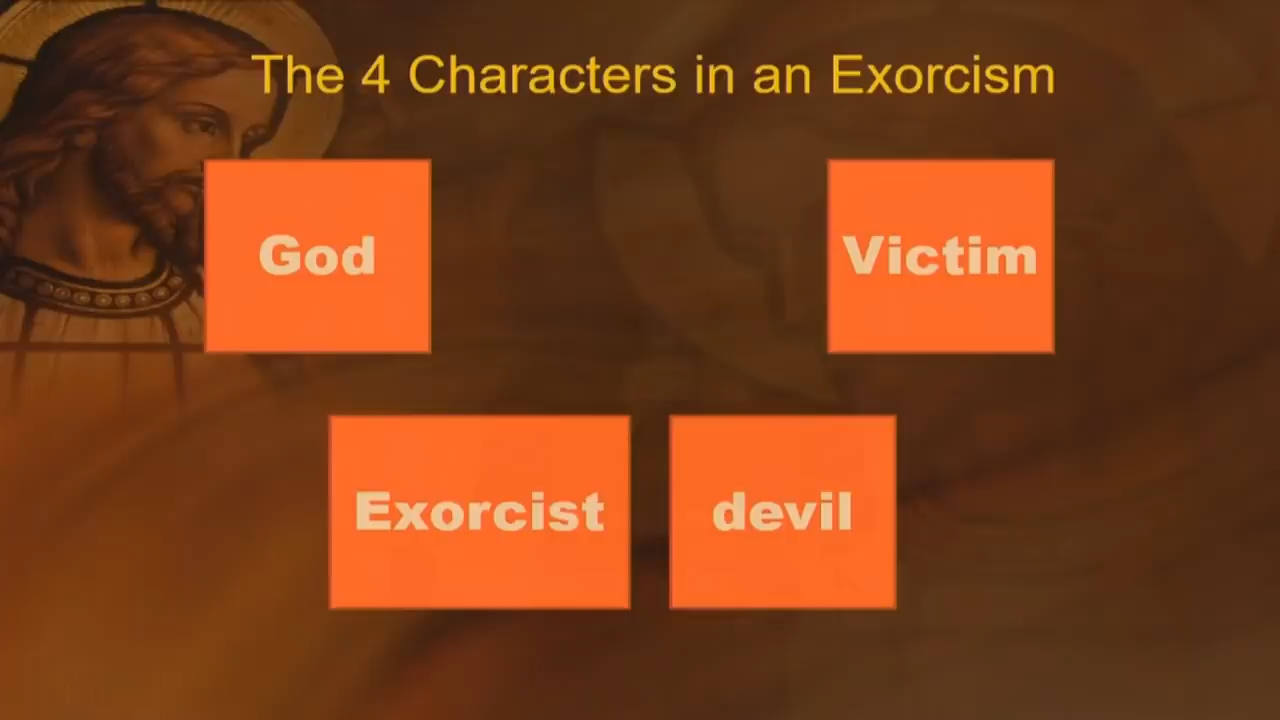 The 4 Characters in an Exorcism
God
Victim
Exorcist
devil